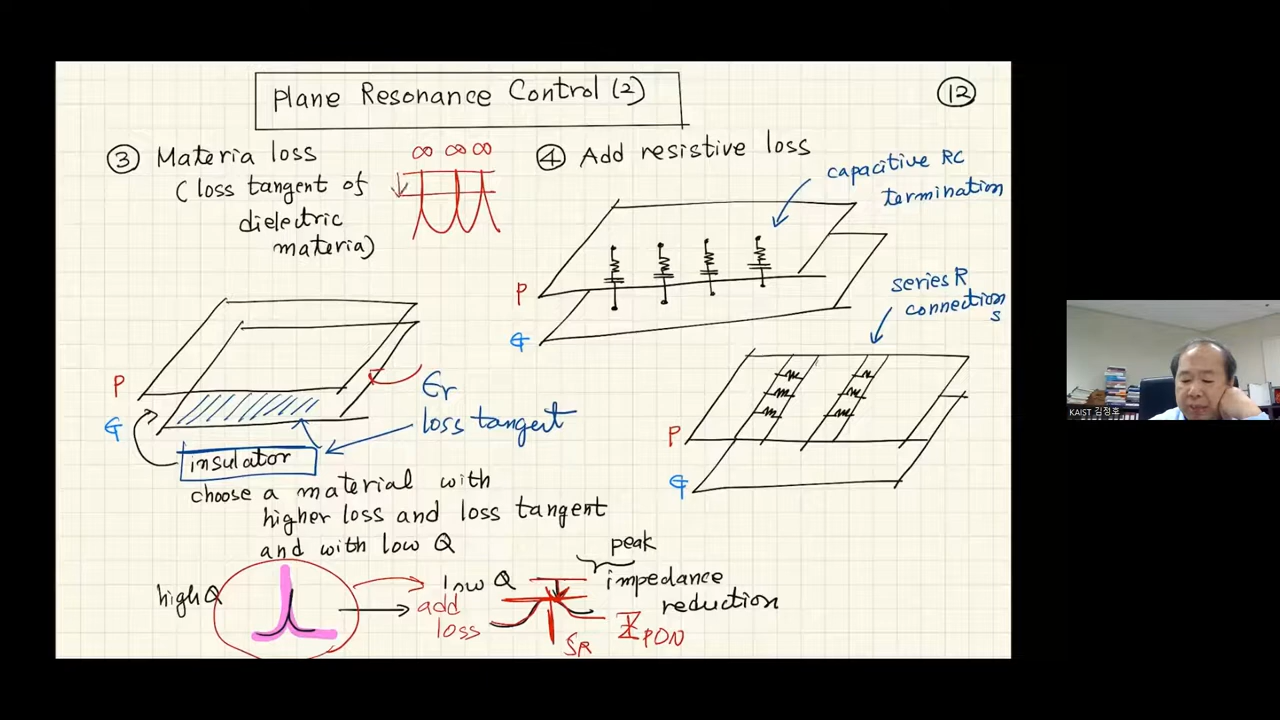 Plane Resonance Control (2)
12
③ Materia loss
( loss tangent of
dielectric
materia)
∞ ∞ ∞
P
G
εr
loss tangent
insulator
choose a material with
higher loss and loss tangent
and with low Q
high Q
add
loss
low Q
peak
impedance
reduction
ZPDN
④ Add resistive loss
capacitive RC
termination
P
G
series R
connection
s
P
G
KAIST 김정호